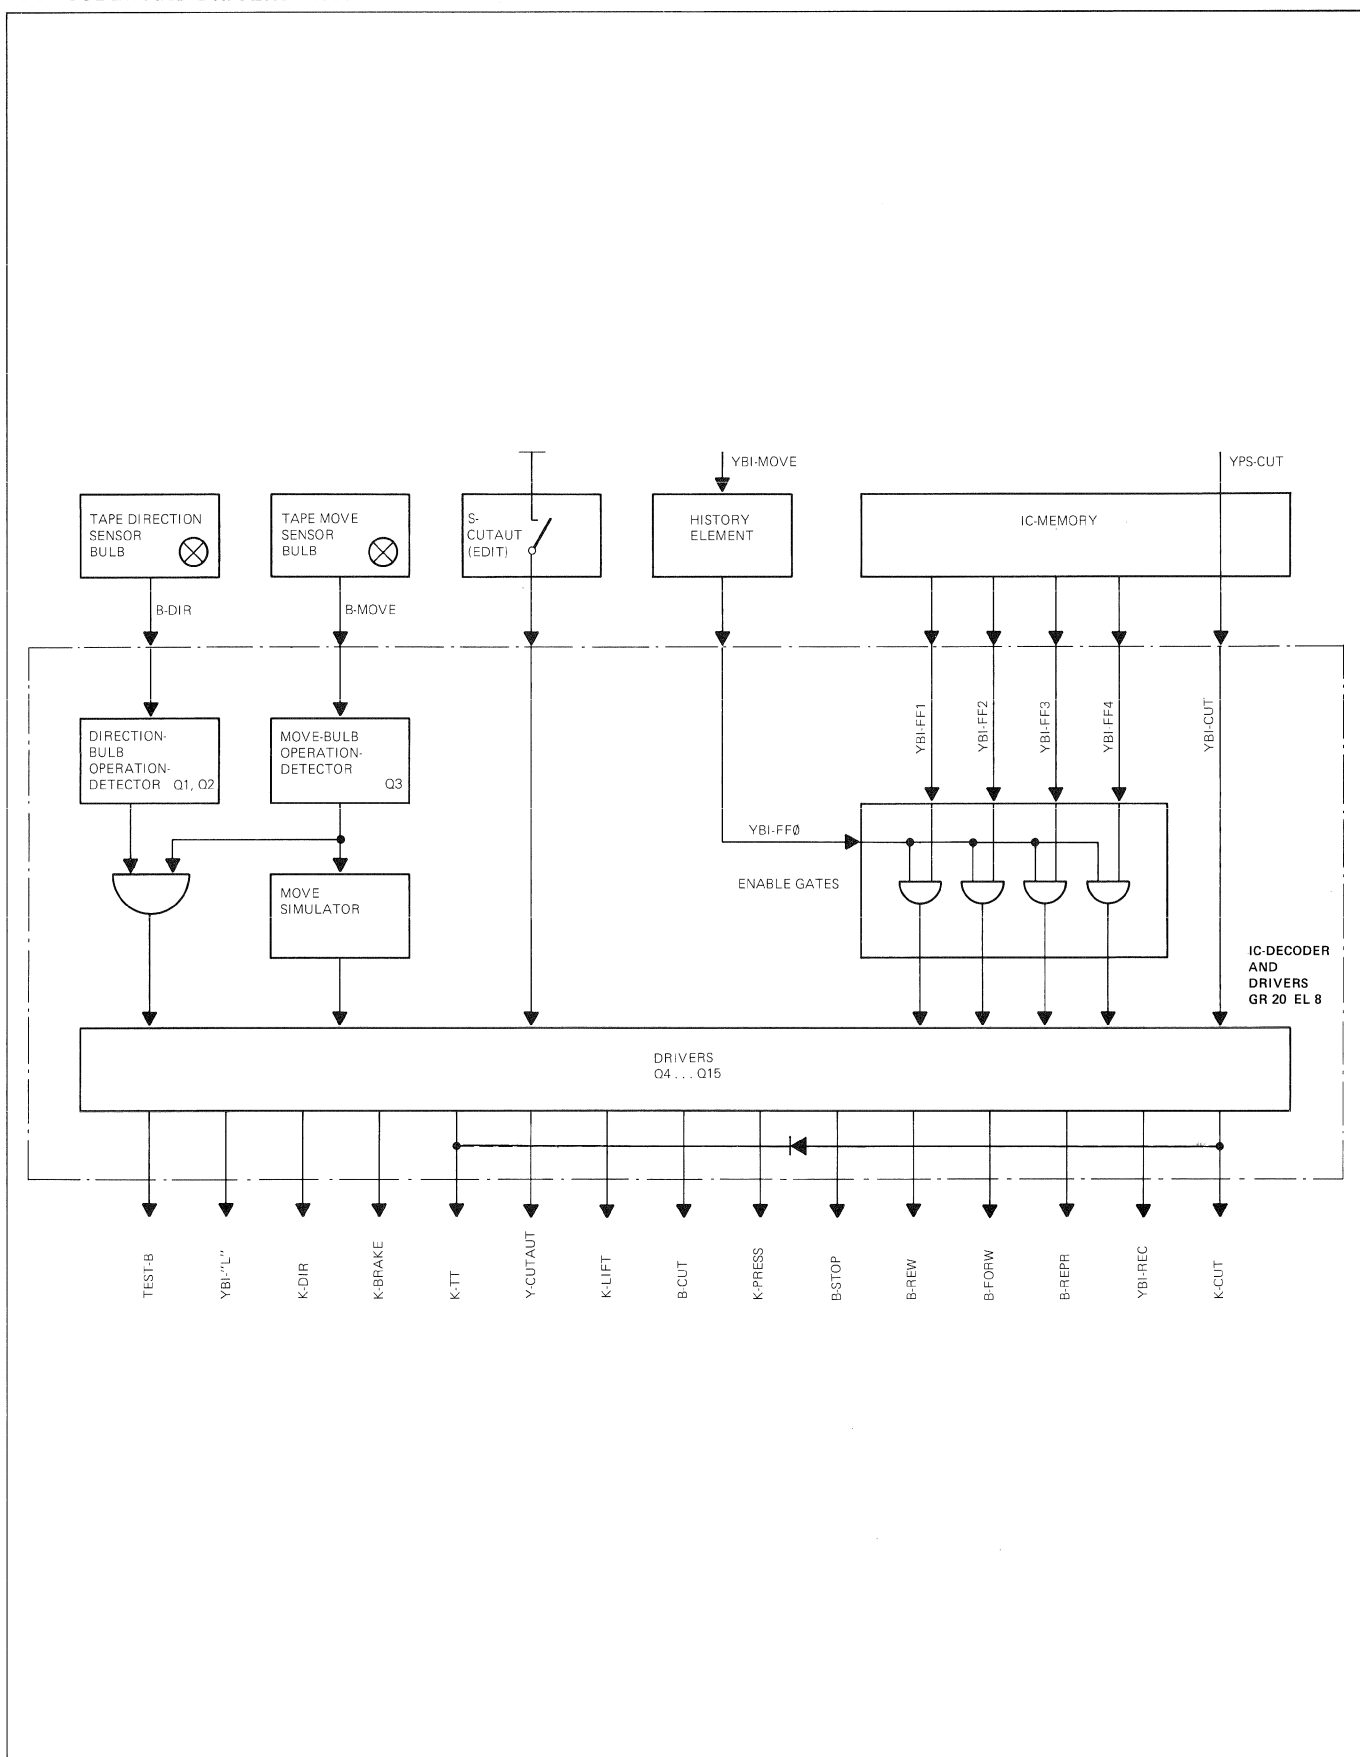 YBI-MOVE
YPS-CUT
TAPE DIRECTION
SENSOR
BULB
TAPE MOVE
SENSOR
BULB
S-
CUTAUT
(EDIT)
HISTORY
ELEMENT
IC-MEMORY
B-DIR
B-MOVE
YBI-FF1
YBI-FF2
YBI-FF3
YBI-FF4
YBI-CUT
DIRECTION-
BULB
OPERATION-
DETECTOR Q1, Q2
MOVE-BULB
OPERATION-
DETECTOR
Q3
YBI-FFØ
ENABLE GATES
MOVE
SIMULATOR
IC-DECODER
AND
DRIVERS
GR 20 EL 8
DRIVERS
Q4 . . . Q15
TEST-B
YBI-"L"
K-DIR
K-BRAKE
K-TT
Y-CUTAUT
K-LIFT
B-CUT
K-PRESS
B-STOP
B-REW
B-FORW
B-REPR
YBI-REC
K-CUT